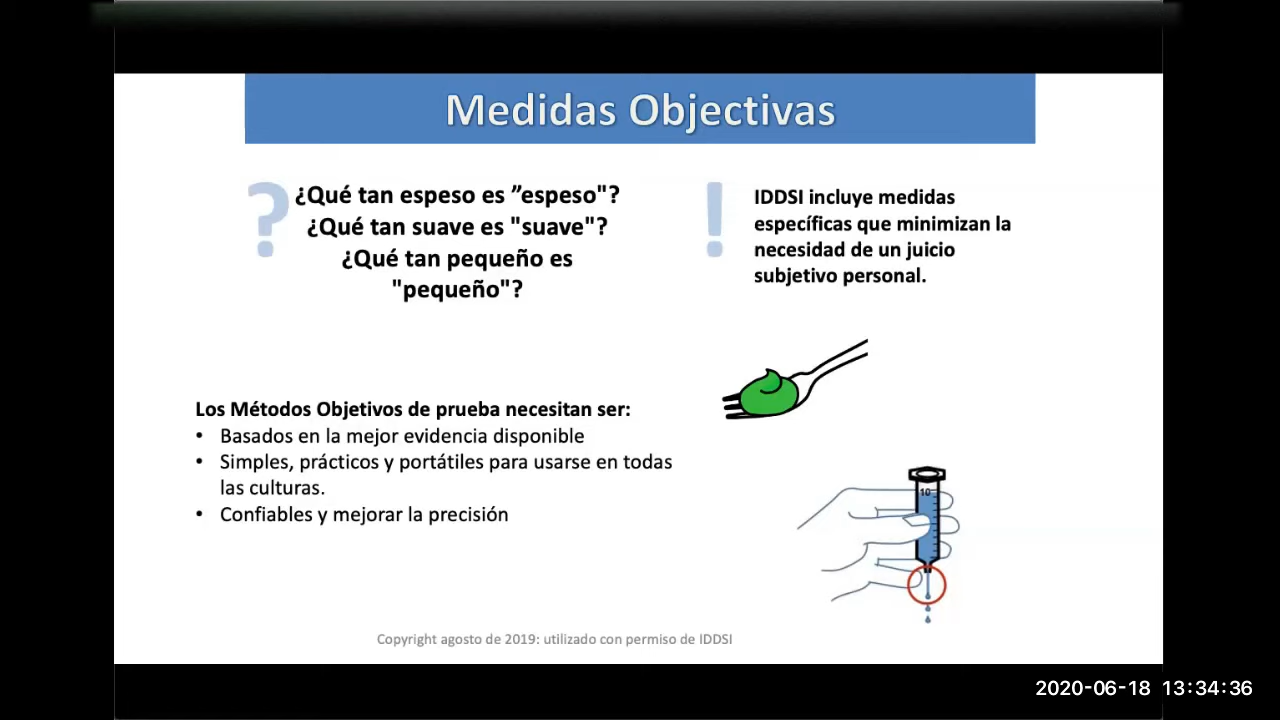 Medidas Objectivas
?
¿Qué tan espeso es ”espeso"?
¿Qué tan suave es "suave"?
¿Qué tan pequeño es
"pequeño"?
!
IDDSI incluye medidas
específicas que minimizan la
necesidad de un juicio
subjetivo personal.
Los Métodos Objetivos de prueba necesitan ser:
• Basados en la mejor evidencia disponible
• Simples, prácticos y portátiles para usarse en todas
las culturas.
• Confiables y mejorar la precisión
10
Copyright agosto de 2019: utilizado con permiso de IDDSI
2020-06-18 13:34:36